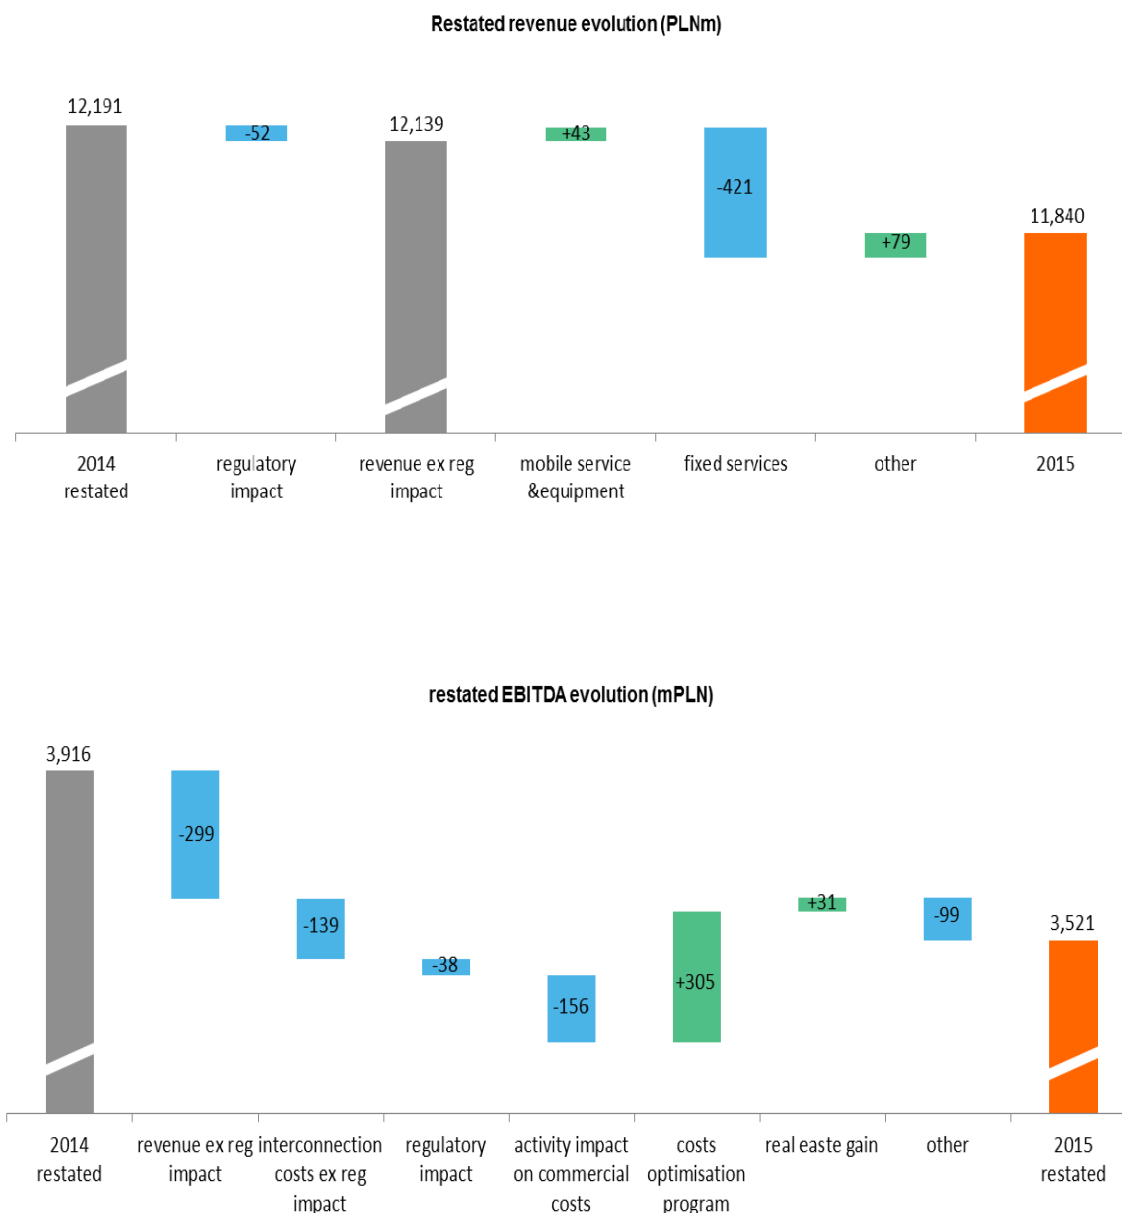 Restated revenue evolution (PLNm)
12,191
-52
12,139
+43
-421
+79
11,840
2014 restated
regulatory impact
revenue ex reg impact
mobile service &equipment
fixed services
other
2015
restated EBITDA evolution (mPLN)
3,916
-299
-139
-38
-156
+305
+31
-99
3,521
2014 restated
revenue ex reg impact
interconnection costs ex reg impact
regulatory impact
activity impact on commercial costs
costs optimisation program
real easte gain
other
2015 restated